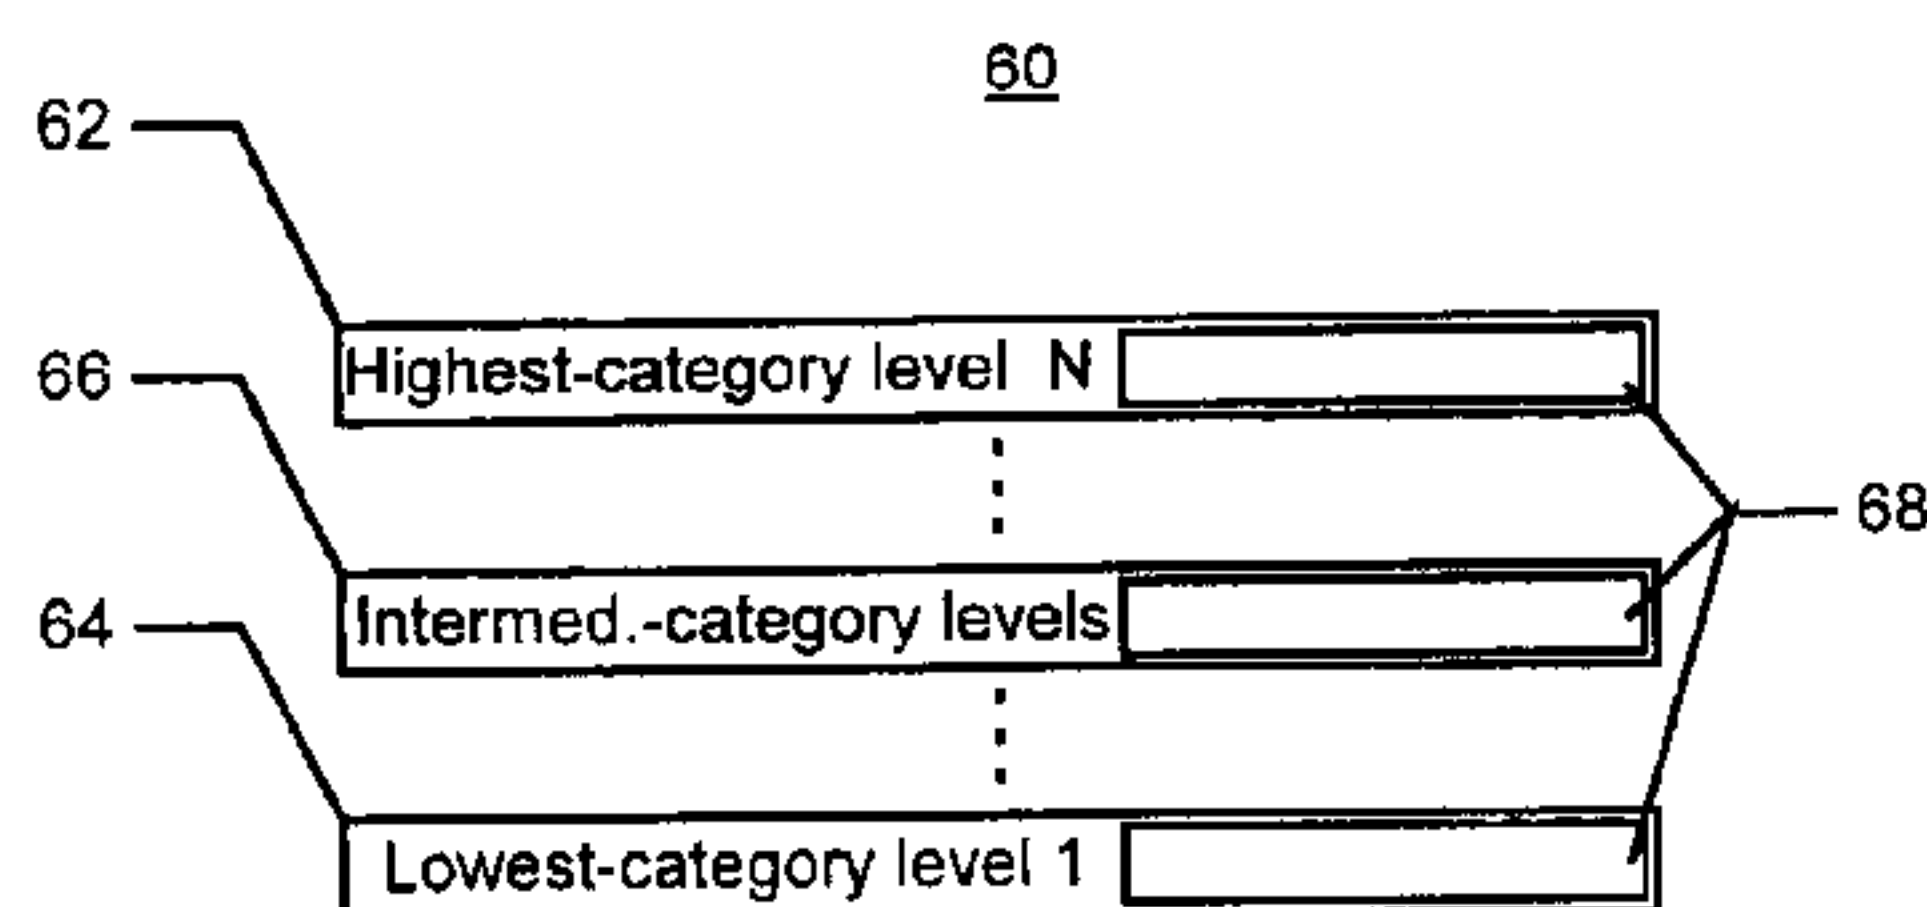 60
62
Highest-category level N
66
68
Intermed.-category levels
64
Lowest-category level 1